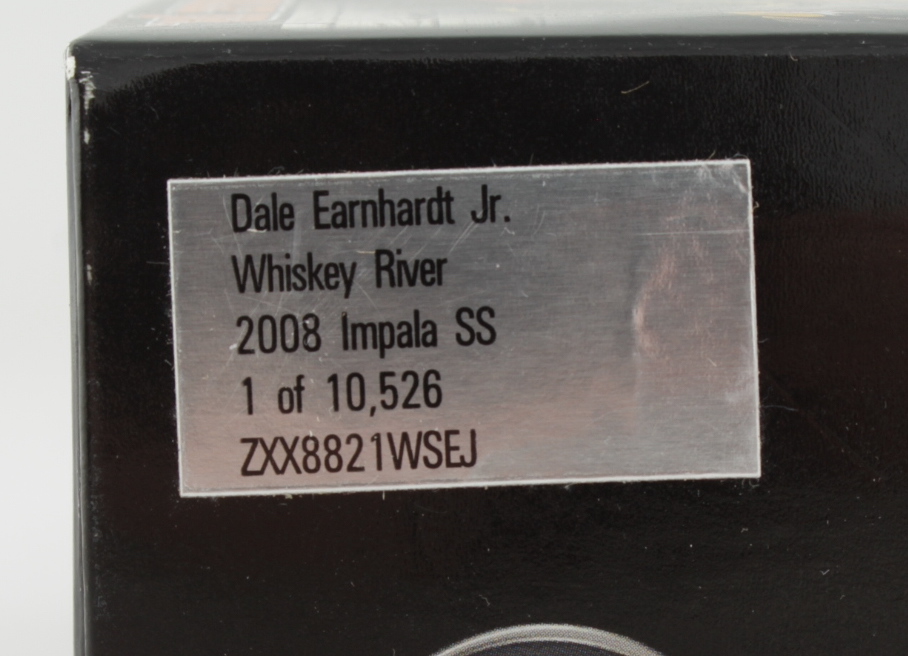 Dale Earnhardt Jr.
Whiskey River
2008 Impala SS
1 of 10,526
ZXX8821WSEJ